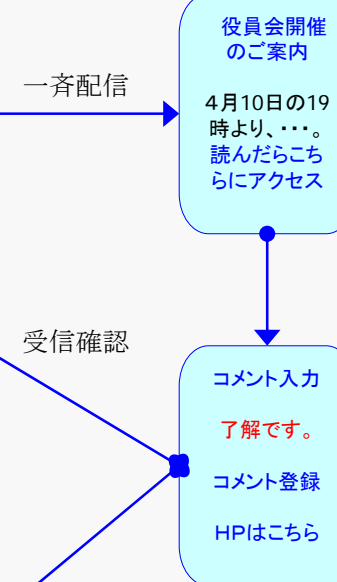 役員会開催
のご案内
一斉配信
4月10日の19
時より、・・・。
読んだらこち
らにアクセス
受信確認
コメント入力
了解です。
コメント登録
HPはこちら